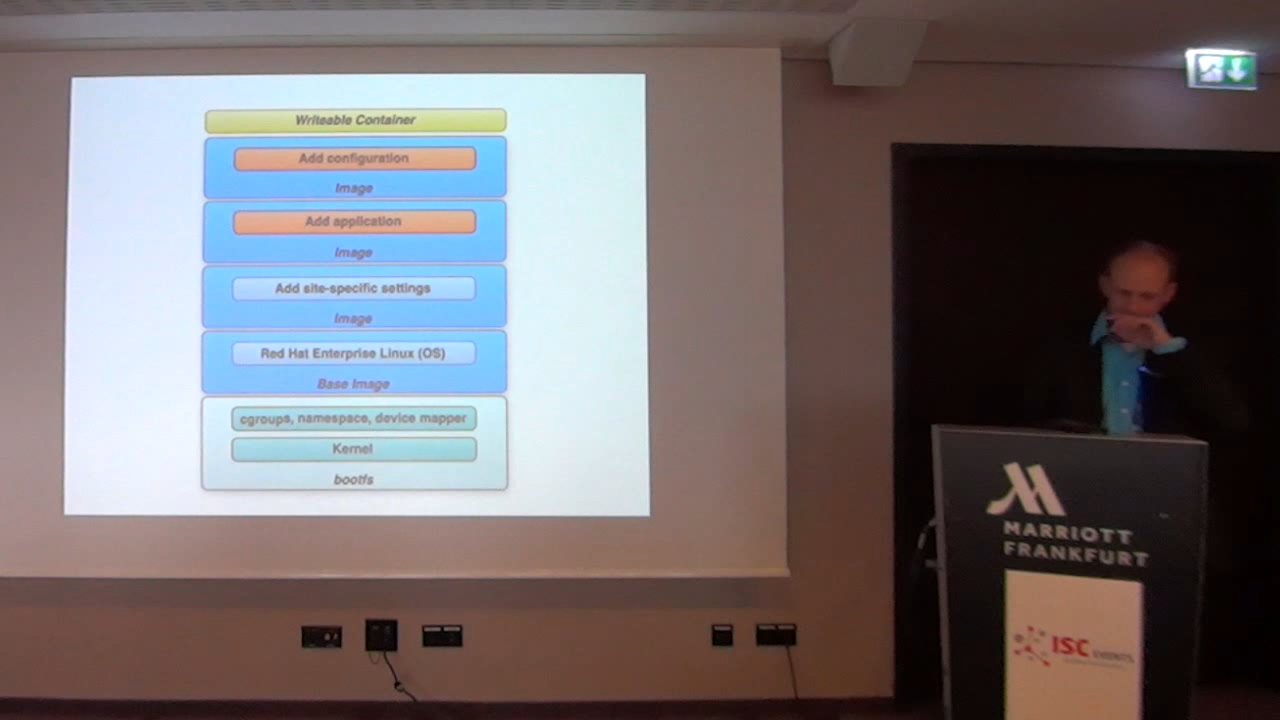 Writeable Container
Add configuration
Image
Add application
Image
Add site-specific settings
Image
Red Hat Enterprise Linux (OS)
Base Image
cgroups, namespace, device mapper
Kernel
bootfs
MARRIOTT
FRANKFURT
ISC EVENTS